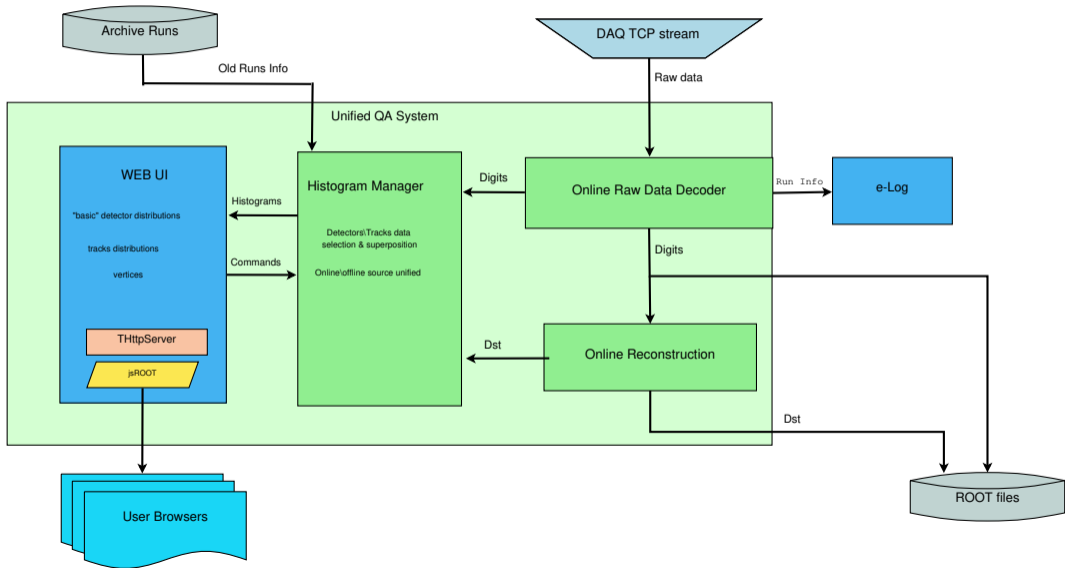 Archive Runs
DAQ TCP stream
Old Runs Info
Raw data
Unified QA System
WEB UI
"basic" detector distributions
tracks distributions
vertices
THttpServer
jsROOT
Histograms
Commands
Histogram Manager
Detectors\Tracks data
selection & superposition
Online\offline source unified
Digits
Online Raw Data Decoder
Run Info
e-Log
Digits
Dst
Online Reconstruction
Dst
User Browsers
ROOT files